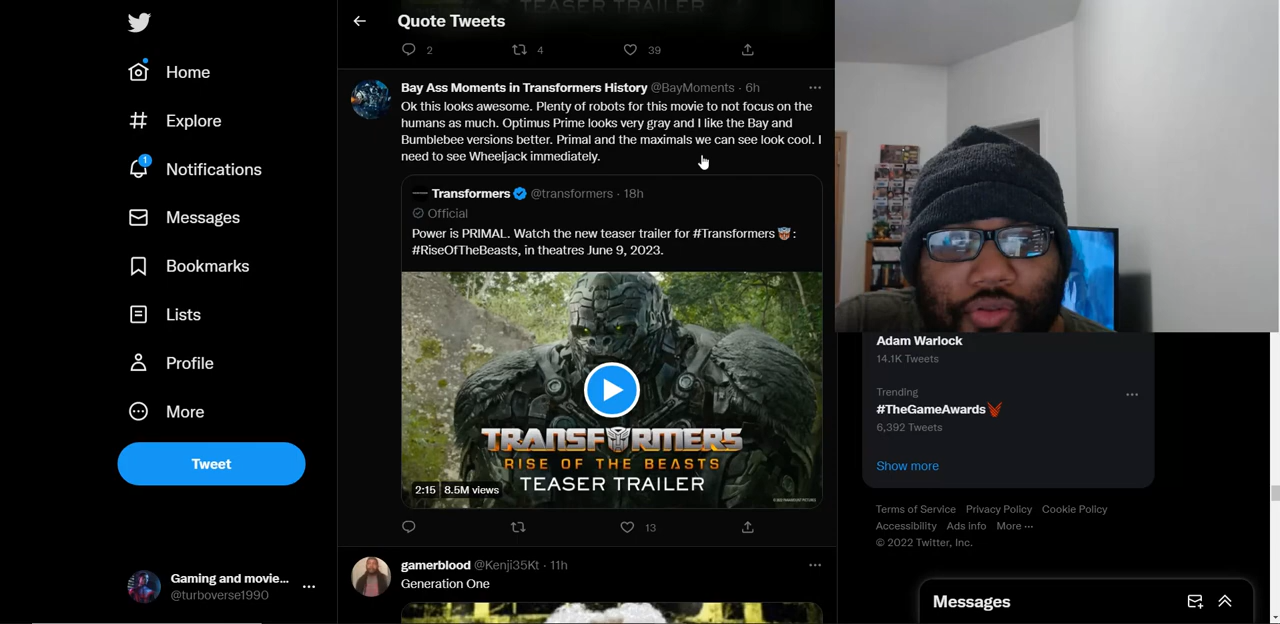 TEASER TRAILER
Quote Tweets
2
4
39
Home
Explore
1
Notifications
Messages
Bookmarks
Lists
Profile
More
Tweet
Gaming and movie...
@turboverse1990
Bay Ass Moments in Transformers History @BayMoments · 6h
Ok this looks awesome. Plenty of robots for this movie to not focus on the
humans as much. Optimus Prime looks very gray and I like the Bay and
Bumblebee versions better. Primal and the maximals we can see look cool. I
need to see Wheeljack immediately.
Transformers @transformers · 18h
Official
Power is PRIMAL. Watch the new teaser trailer for #Transformers :
#RiseOfTheBeasts, in theatres June 9, 2023.
TRANSFORMERS
RISE OF THE BEASTS
TEASER TRAILER
2:15 8.5M views
13
gamerblood @Kenji35Kt · 11h
Generation One
Adam Warlock
14.1K Tweets
Trending
#TheGameAwards
6,392 Tweets
Show more
Terms of Service Privacy Policy Cookie Policy
Accessibility Ads info More ···
© 2022 Twitter, Inc.
Messages